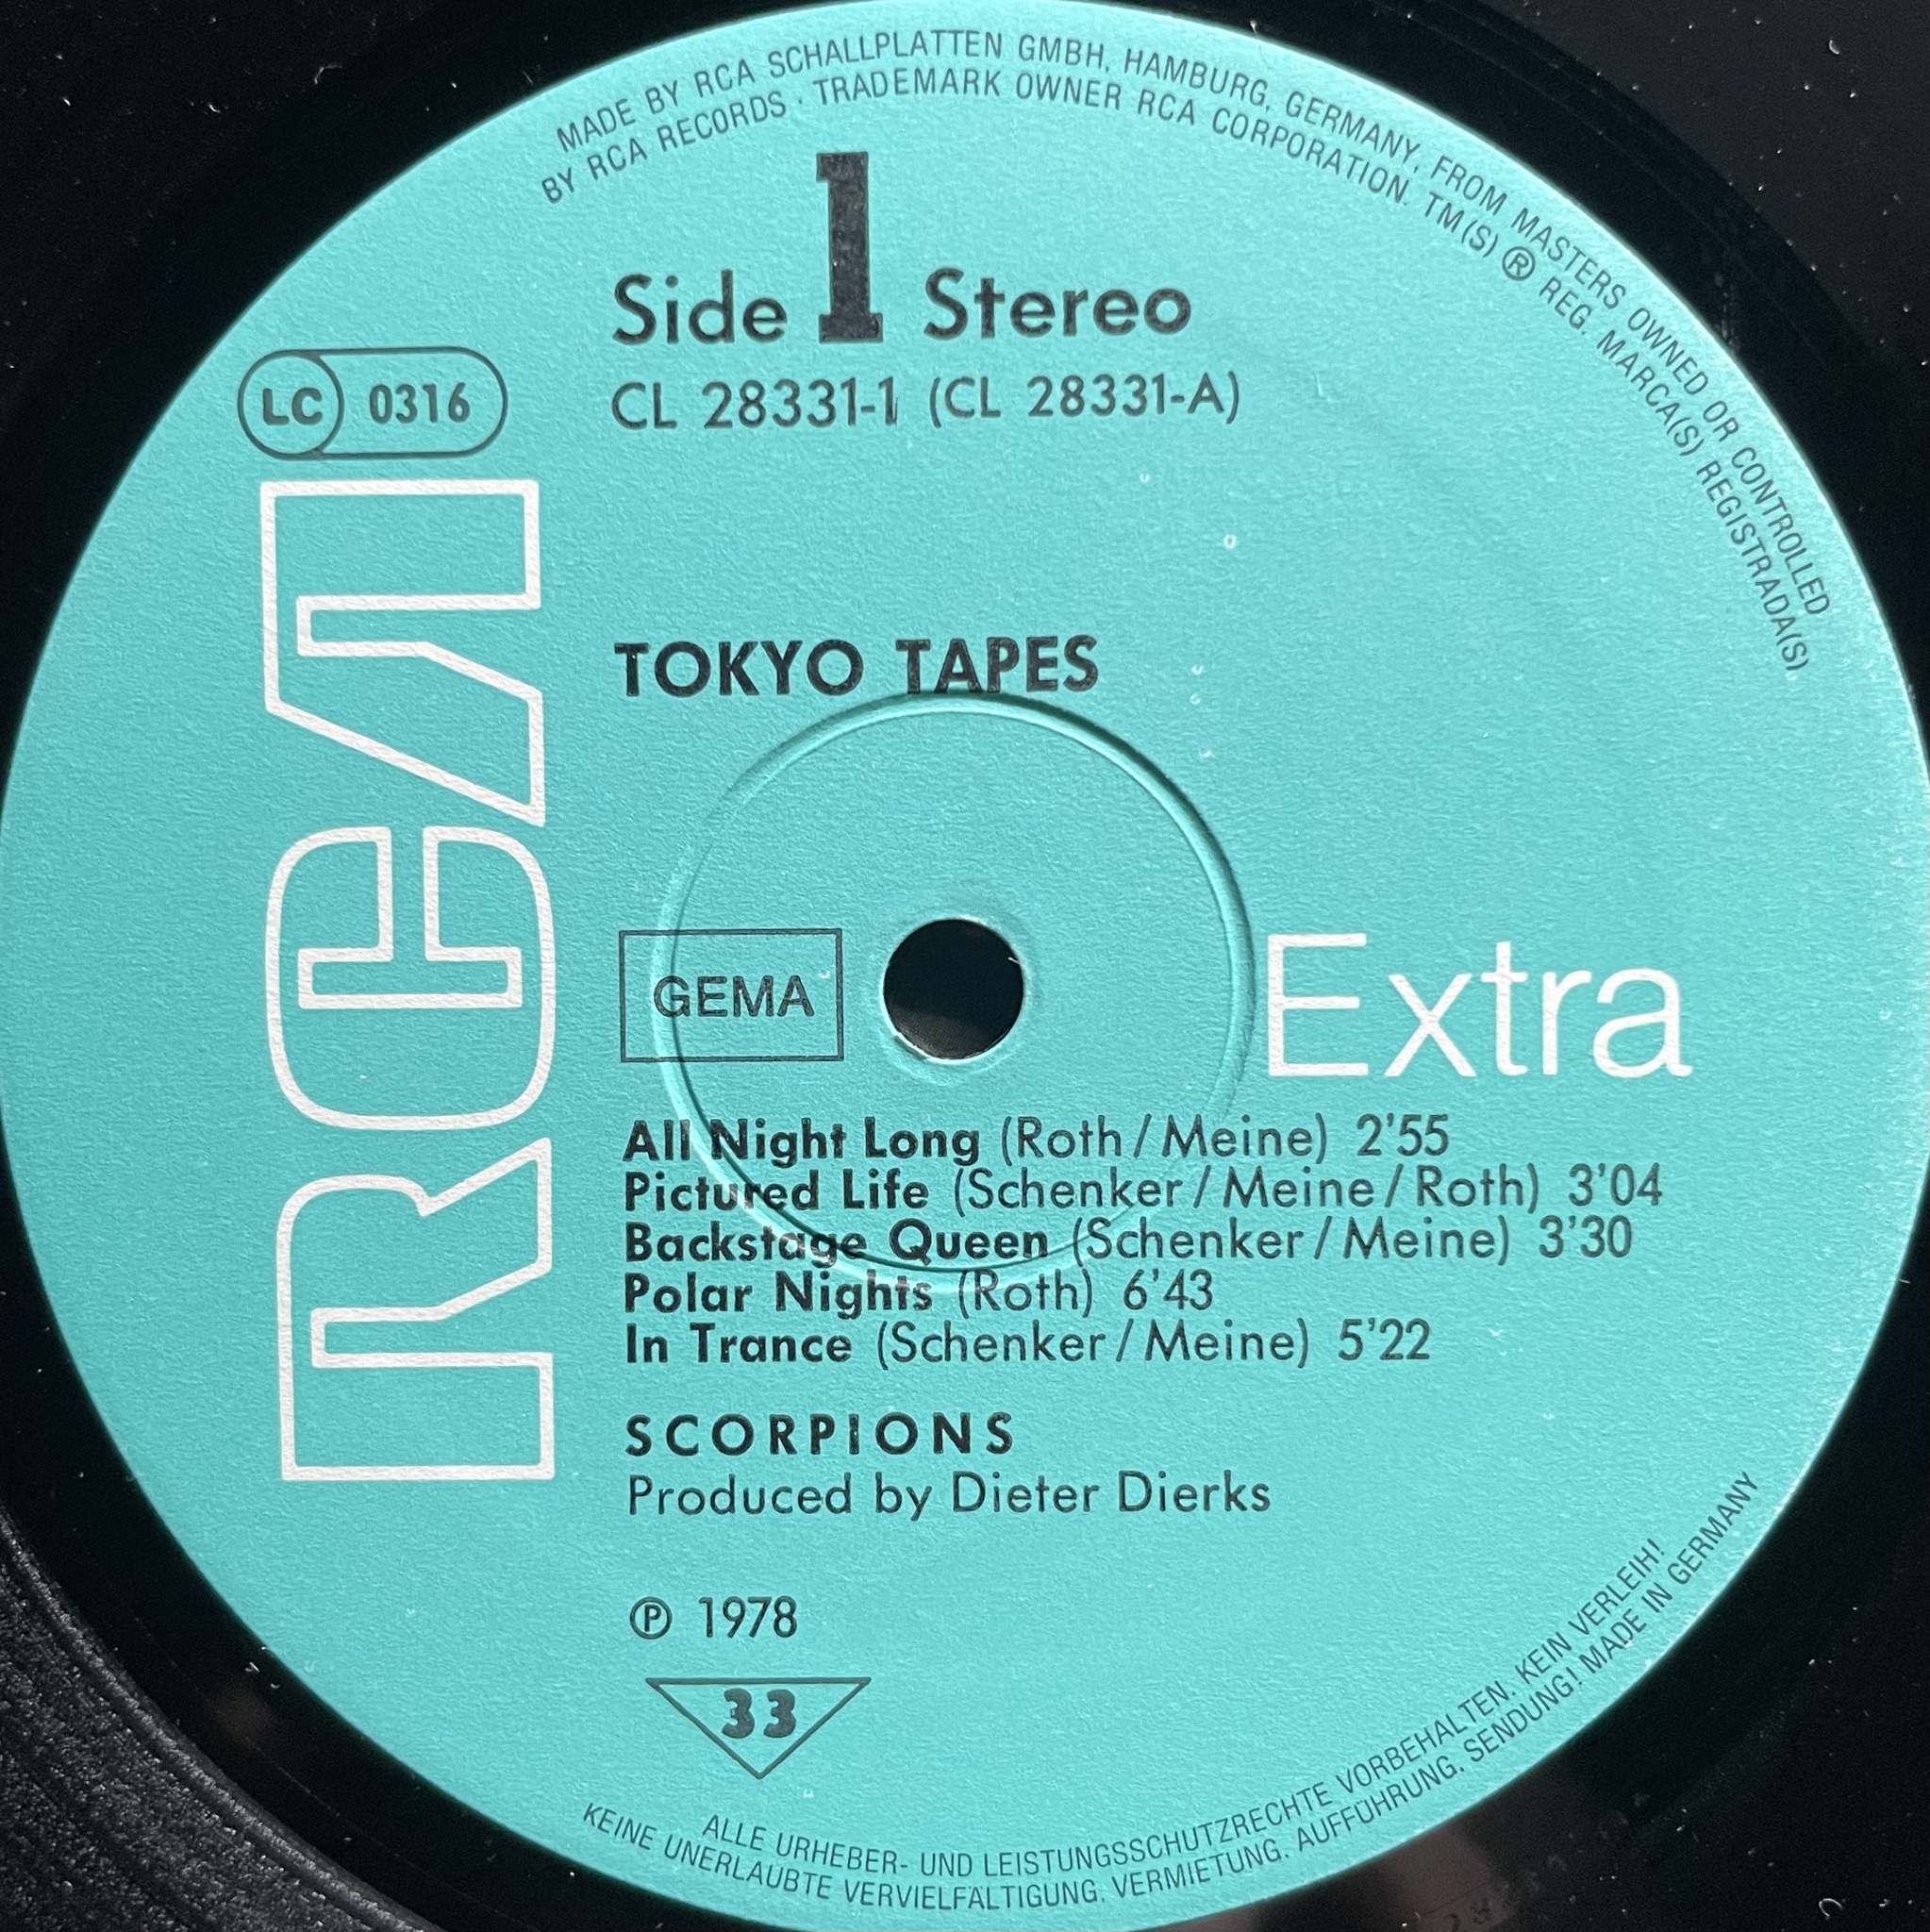 MADE BY RCA SCHALLPLATTEN GMBH, HAMBURG, GERMANY, FROM MASTERS OWNED OR CONTROLLED
BY RCA RECORDS · TRADEMARK OWNER RCA CORPORATION. TM(S) ® REG. MARCA(S) REGISTRADA(S).
Side 1 Stereo
LC 0316
CL 28331-1 (CL 28331-A)
RCA
TOKYO TAPES
GEMA
Extra
All Night Long (Roth/Meine) 2'55
Pictured Life (Schenker/Meine/Roth) 3'04
Backstage Queen (Schenker/Meine) 3'30
Polar Nights (Roth) 6'43
In Trance (Schenker/Meine) 5'22
SCORPIONS
Produced by Dieter Dierks
℗ 1978
33
ALLE URHEBER- UND LEISTUNGSSCHUTZRECHTE VORBEHALTEN. KEIN VERLEIH!
KEINE UNERLAUBTE VERVIELFÄLTIGUNG, VERMIETUNG, AUFFÜHRUNG, SENDUNG! MADE IN GERMANY